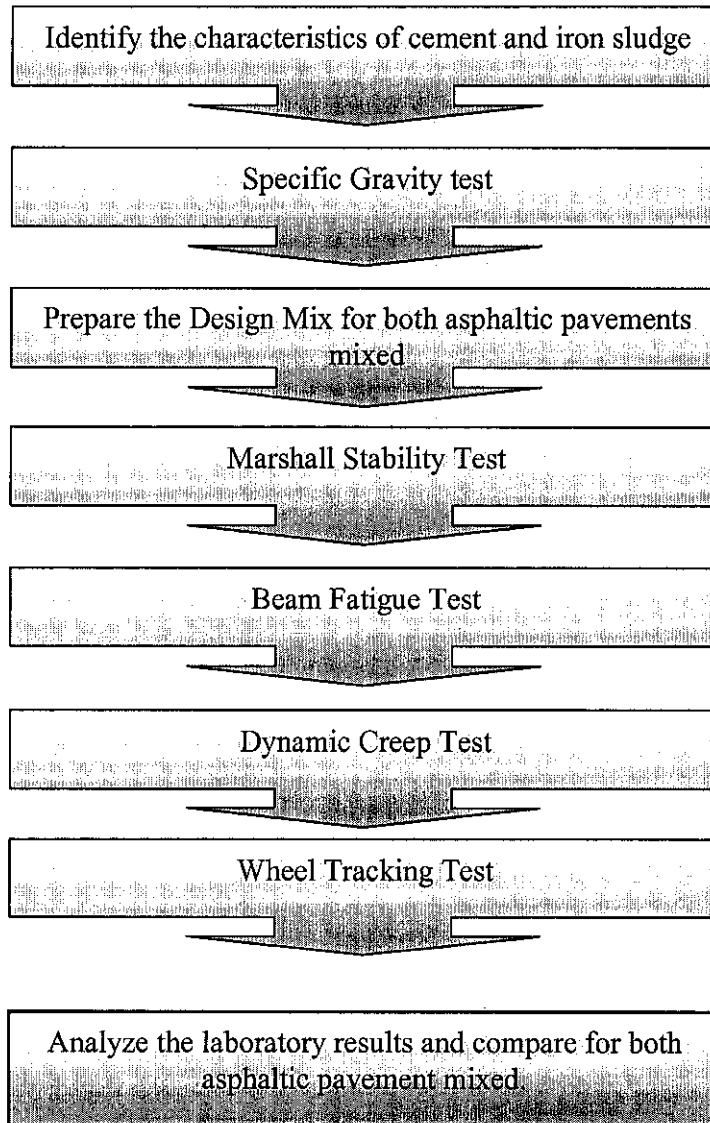 Identify the characteristics of cement and iron sludge
Specific Gravity test
Prepare the Design Mix for both asphaltic pavements
mixed
Marshall Stability Test
Beam Fatigue Test
Dynamic Creep Test
Wheel Tracking Test
Analyze the laboratory results and compare for both
asphaltic pavement mixed.